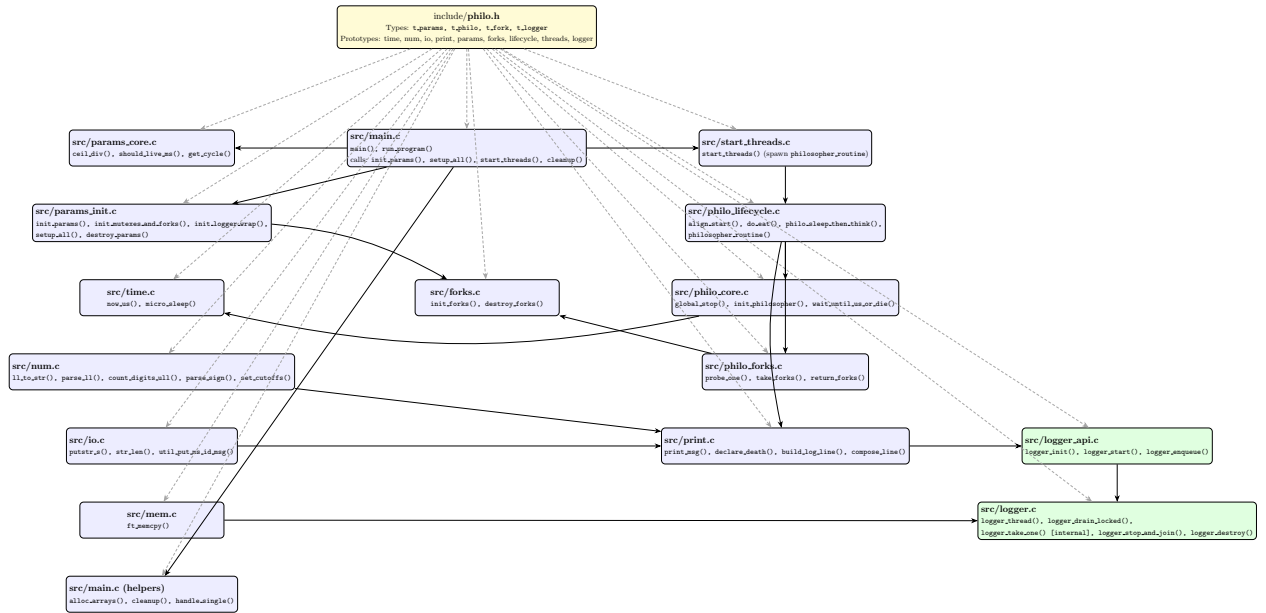 include/philo.h
Types: t_params, t_philo, t_fork, t_logger
Prototypes: time, num, io, print, params, forks, lifecycle, threads, logger
src/params_core.c
ceil_div(), should_live_ms(), get_cycle()
src/main.c
main(), run_program()
calls: init_params(), setup_all(), start_threads(), cleanup()
src/start_threads.c
start_threads() (spawn philosopher_routine)
src/params_init.c
init_params(), init_mutexes_and_forks(), init_logger_wrap(),
setup_all(), destroy_params()
src/philo_lifecycle.c
align_start(), do_eat(), philo_sleep_then_think(),
philosopher_routine()
src/time.c
now_us(), micro_sleep()
src/forks.c
init_forks(), destroy_forks()
src/philo_core.c
global_stop(), init_philosopher(), wait_until_us_or_die()
src/num.c
ll_to_str(), parse_ll(), count_digits_ull(), parse_sign(), set_cutoffs()
src/philo_forks.c
probe_one(), take_forks(), return_forks()
src/io.c
putstr_s(), str_len(), util_put_ms_id_msg()
src/print.c
print_msg(), declare_death(), build_log_line(), compose_line()
src/logger_api.c
logger_init(), logger_start(), logger_enqueue()
src/mem.c
ft_memcpy()
src/logger.c
logger_thread(), logger_drain_locked(),
logger_take_one() [internal], logger_stop_and_join(), logger_destroy()
src/main.c (helpers)
alloc_arrays(), cleanup(), handle_single()